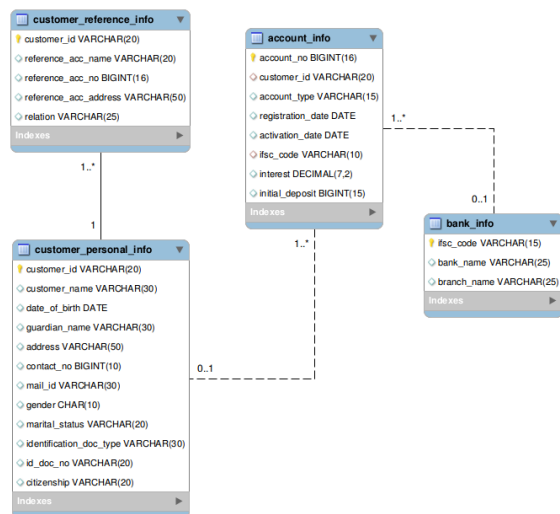 customer_reference_info
customer_id VARCHAR(20)
reference_acc_name VARCHAR(20)
reference_acc_no BIGINT(16)
reference_acc_address VARCHAR(50)
relation VARCHAR(25)
Indexes
1..*
1
customer_personal_info
customer_id VARCHAR(20)
customer_name VARCHAR(30)
date_of_birth DATE
guardian_name VARCHAR(30)
address VARCHAR(50)
contact_no BIGINT(10)
mail_id VARCHAR(30)
gender CHAR(10)
marital_status VARCHAR(20)
identification_doc_type VARCHAR(30)
id_doc_no VARCHAR(20)
citizenship VARCHAR(20)
Indexes
account_info
account_no BIGINT(16)
customer_id VARCHAR(20)
account_type VARCHAR(15)
registration_date DATE
activation_date DATE
ifsc_code VARCHAR(10)
interest DECIMAL(7,2)
initial_deposit BIGINT(15)
Indexes
1..*
0..1
1..*
0..1
bank_info
ifsc_code VARCHAR(15)
bank_name VARCHAR(25)
branch_name VARCHAR(25)
Indexes